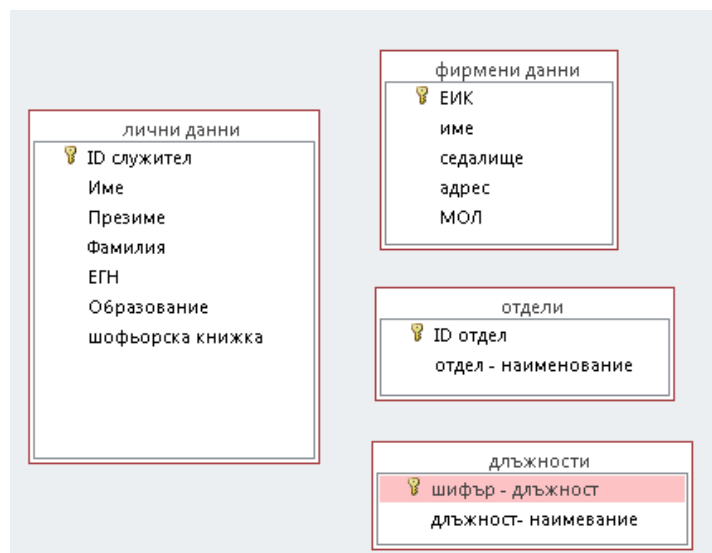 лични данни
ID служител
Име
Презиме
Фамилия
ЕГН
Образование
шофьорска книжка
фирмени данни
ЕИК
име
седалище
адрес
МОЛ
отдели
ID отдел
отдел - наименование
длъжности
шифър - длъжност
длъжност- наимевание